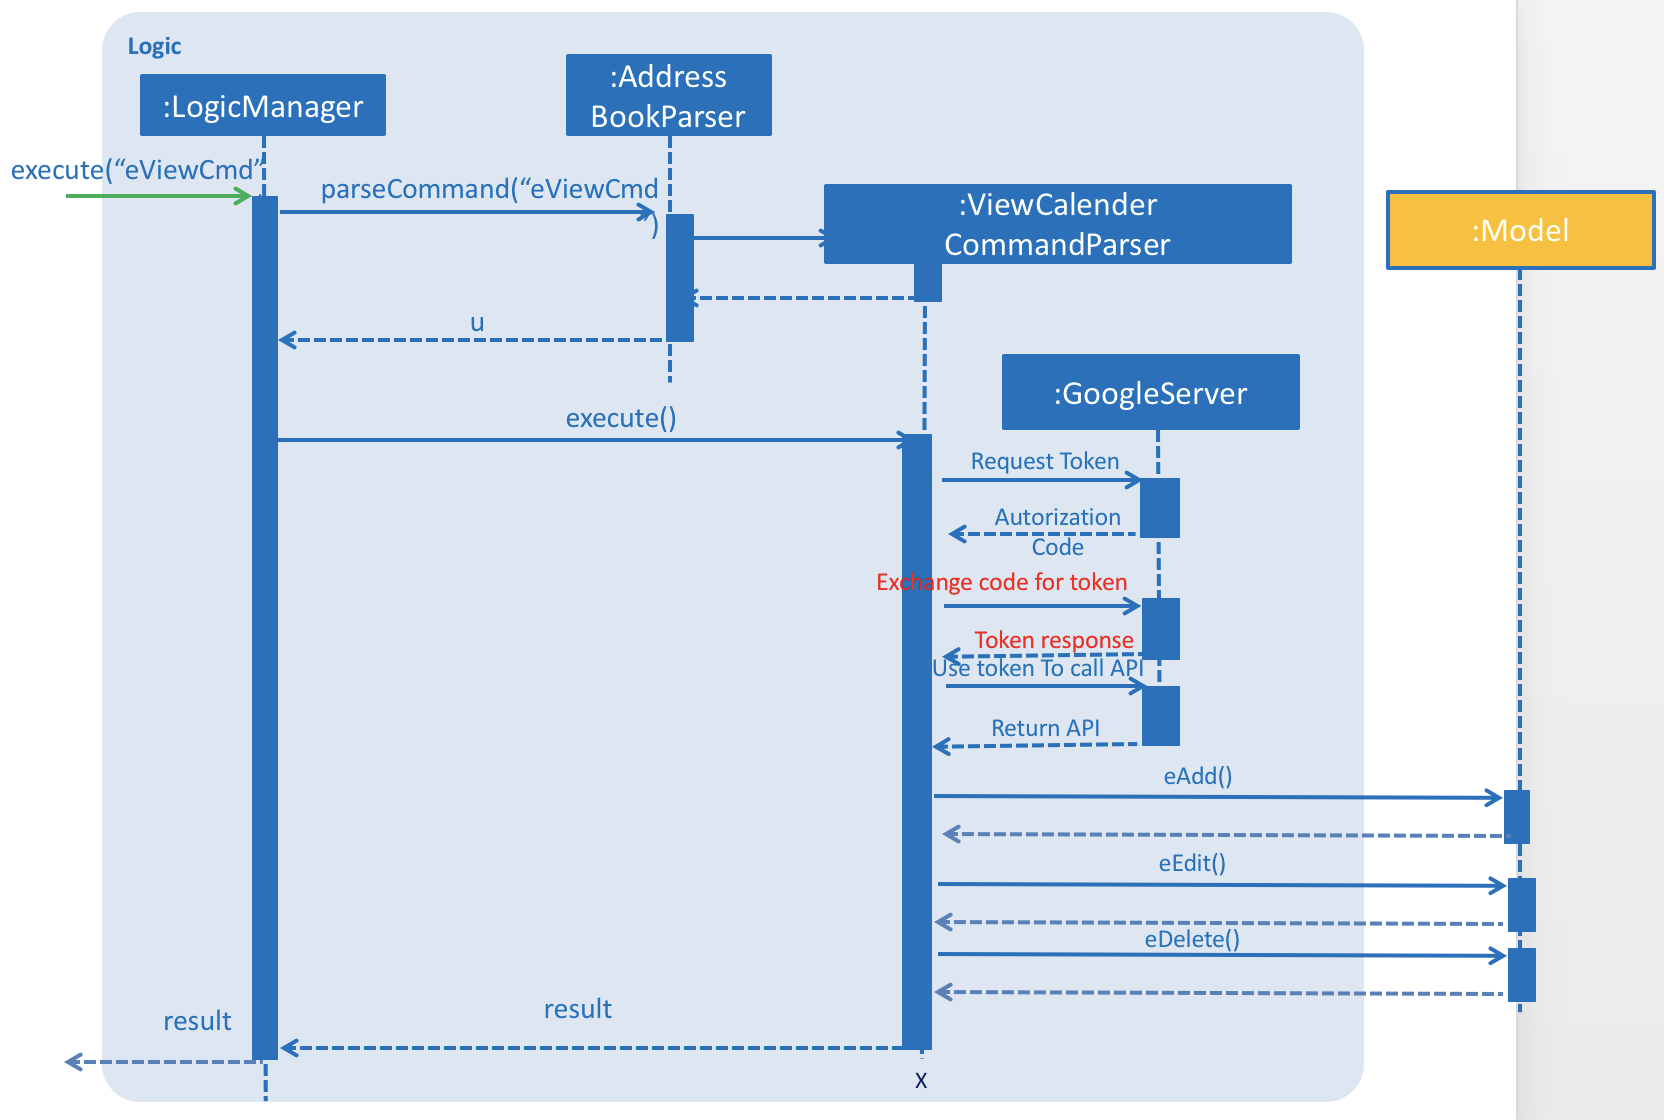 Logic
:LogicManager
:Address
BookParser
execute(“eViewCmd”
parseCommand(“eViewCmd
”)
:ViewCalender
CommandParser
:Model
u
:GoogleServer
execute()
Request Token
Autorization
Code
Exchange code for token
Token response
Use token To call API
Return API
eAdd()
eEdit()
eDelete()
result
result
X